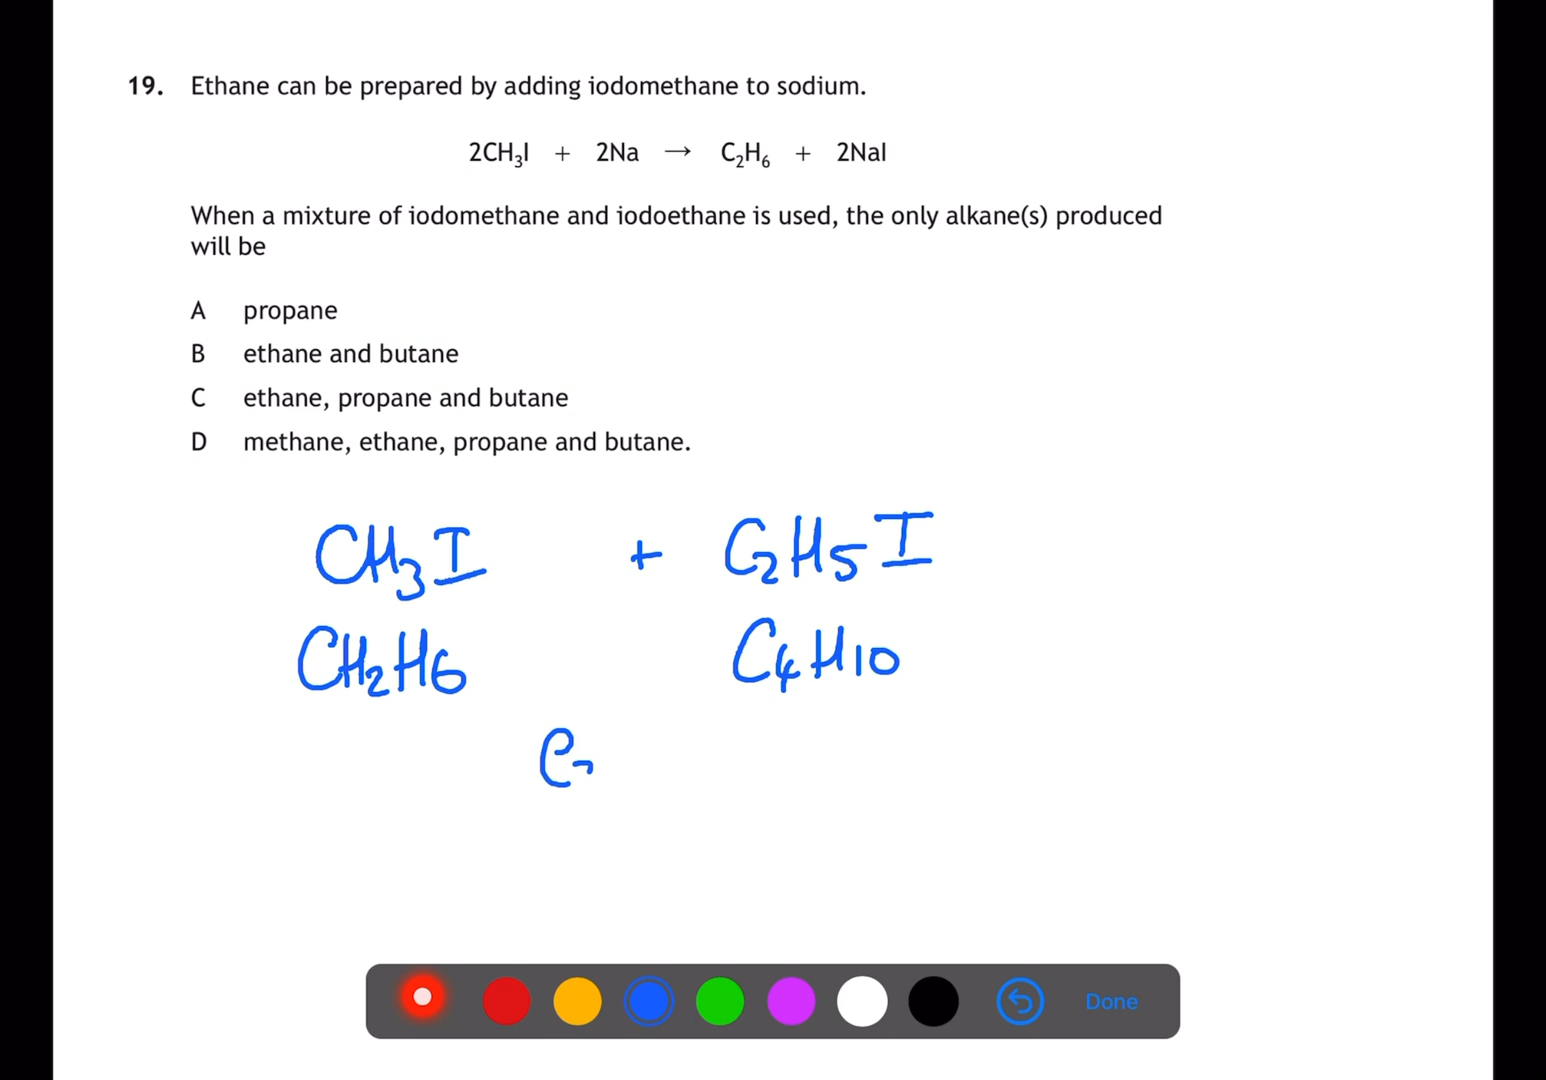 19. Ethane can be prepared by adding iodomethane to sodium.
2CH₃I + 2Na → C₂H₆ + 2NaI
When a mixture of iodomethane and iodoethane is used, the only alkane(s) produced
will be
A propane
B ethane and butane
C ethane, propane and butane
D methane, ethane, propane and butane.
CH₃I + C₂H₅I
CH₂H₆ C₄H₁₀
C
Done